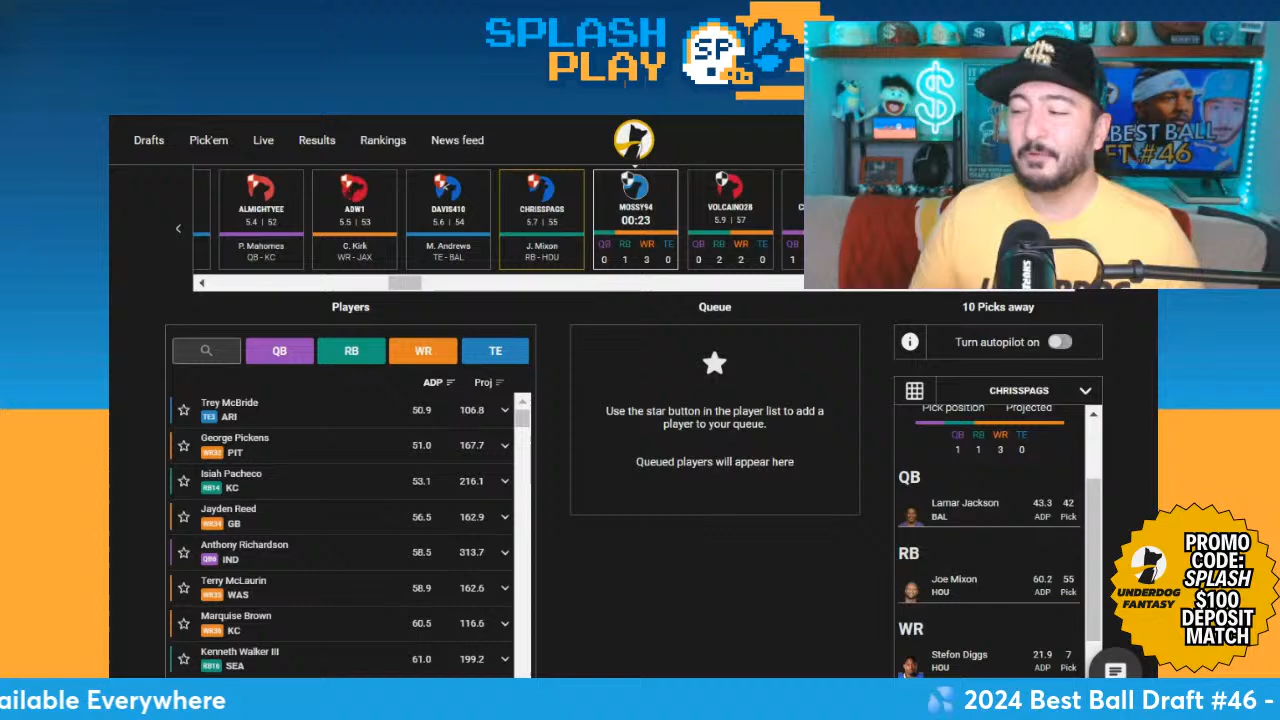 SPLASH
PLAY
SP
$
BEST BALL
FT #46
Drafts Pick'em Live Results Rankings News feed
ALMIGHTYEE
5.4 | 52
P. Mahomes
QB - KC
ADW1
5.5 | 53
C. Kirk
WR - JAX
DAVIS410
5.6 | 54
M. Andrews
TE - BAL
CHRISSPAGS
5.7 | 55
J. Mixon
RB - HOU
MOSSY94
00:23
QB RB WR TE
0 1 3 0
VOLCAINO28
5.9 | 57
QB RB WR TE
0 2 2 0
QB
1
Players
QB RB WR TE
ADP Proj
Trey McBride
TE3 ARI
50.9 106.8
George Pickens
WR32 PIT
51.0 167.7
Isiah Pacheco
RB14 KC
53.1 216.1
Jayden Reed
WR34 GB
56.5 162.9
Anthony Richardson
QB6 IND
58.5 313.7
Terry McLaurin
WR35 WAS
58.9 162.6
Marquise Brown
WR36 KC
60.5 116.6
Kenneth Walker III
RB16 SEA
61.0 199.2
Queue
Use the star button in the player list to add a
player to your queue.
Queued players will appear here
10 Picks away
Turn autopilot on
CHRISSPAGS
Pick position Projected
QB RB WR TE
1 1 3 0
QB
Lamar Jackson 43.3 42
BAL ADP Pick
RB
Joe Mixon 60.2 55
HOU ADP Pick
WR
Stefon Diggs 21.9 7
HOU ADP Pick
SHURE
UNDERDOG
FANTASY
PROMO
CODE:
SPLASH
$100
DEPOSIT
MATCH
ailable Everywhere
2024 Best Ball Draft #46 -